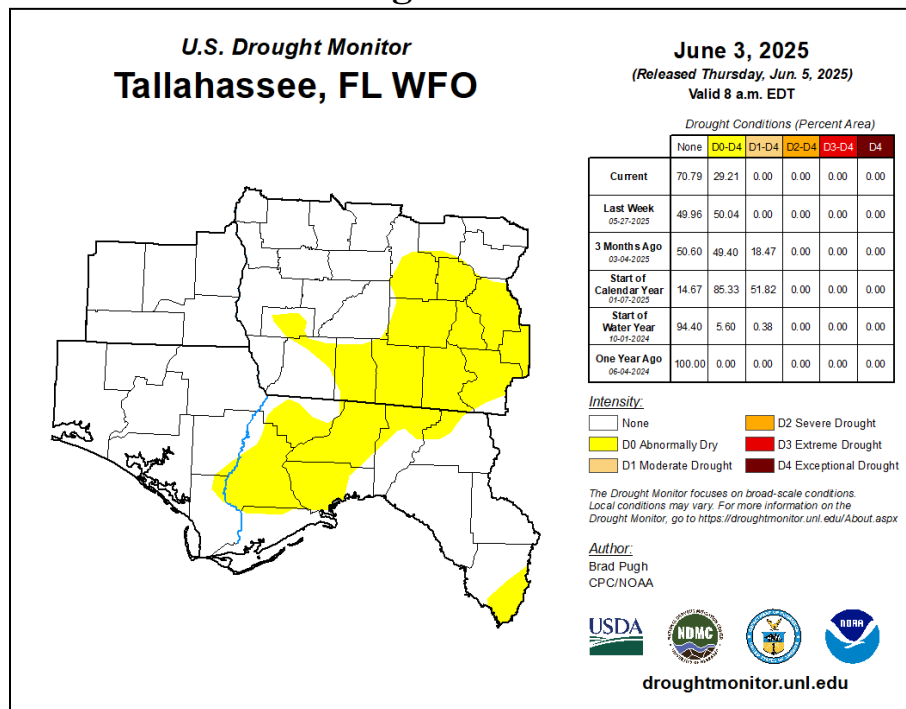 U.S. Drought Monitor
Tallahassee, FL WFO
June 3, 2025
(Released Thursday, Jun. 5, 2025)
Valid 8 a.m. EDT
Drought Conditions (Percent Area)
None D0-D4 D1-D4 D2-D4 D3-D4 D4
Current 70.79 29.21 0.00 0.00 0.00 0.00
Last Week
05-27-2025 49.96 50.04 0.00 0.00 0.00 0.00
3 Months Ago
03-04-2025 50.60 49.40 18.47 0.00 0.00 0.00
Start of
Calendar Year
01-07-2025 14.67 85.33 51.82 0.00 0.00 0.00
Start of
Water Year
10-01-2024 94.40 5.60 0.38 0.00 0.00 0.00
One Year Ago
06-04-2024 100.00 0.00 0.00 0.00 0.00 0.00
Intensity:
None
D0 Abnormally Dry
D1 Moderate Drought
D2 Severe Drought
D3 Extreme Drought
D4 Exceptional Drought
The Drought Monitor focuses on broad-scale conditions.
Local conditions may vary. For more information on the
Drought Monitor, go to https://droughtmonitor.unl.edu/About.aspx
Author:
Brad Pugh
CPC/NOAA
USDA
NDMC
NOAA
droughtmonitor.unl.edu